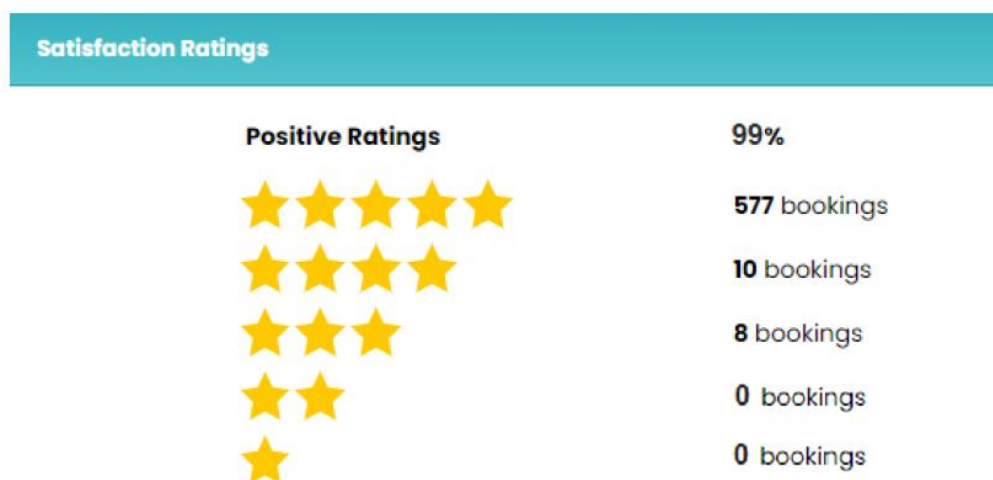 Satisfaction Ratings
Positive Ratings 99%
577 bookings
10 bookings
8 bookings
0 bookings
0 bookings